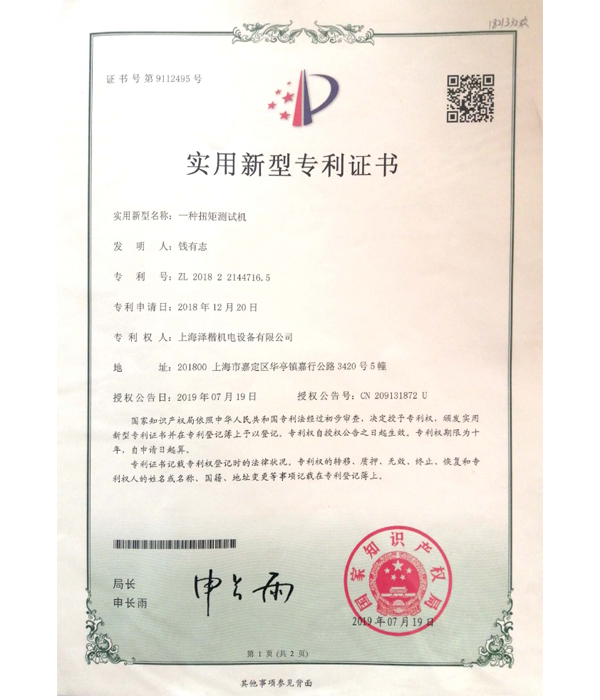 证书号第9112495号
实用新型专利证书
实用新型名称：一种扭矩测试机
发明人：钱有志
专利号：ZL 2018 2 2144716.5
专利申请日：2018年12月20日
专利权人：上海泽楷机电设备有限公司
地址：201800 上海市嘉定区华亭镇嘉行公路3420号5幢
授权公告日：2019年07月19日 授权公告号：CN 209131872 U
国家知识产权局依照中华人民共和国专利法经过初步审查，决定授予专利权，颁发实用
新型专利证书并在专利登记簿上予以登记。专利权自授权公告之日起生效。专利权期限为十
年，自申请日起算。
专利证书记载专利权登记时的法律状况。专利权的转移、质押、无效、终止、恢复和专
利权人的姓名或名称、国籍、地址变更等事项记载在专利登记簿上。
局长
申长雨
申长雨
国家知识产权局
2019年07月19日
第 1 页 (共 2 页)
其他事项参见背面